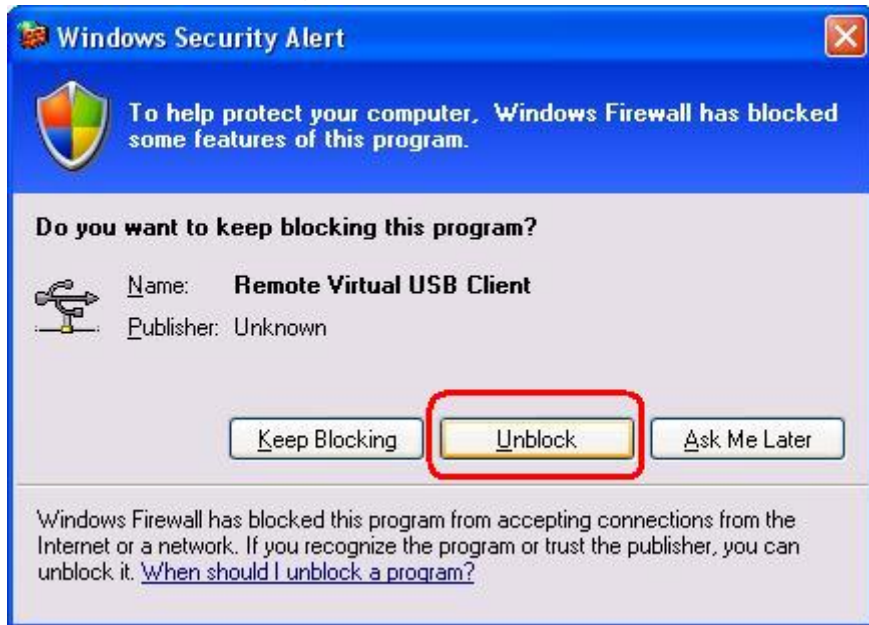 Windows Security Alert
To help protect your computer, Windows Firewall has blocked
some features of this program.
Do you want to keep blocking this program?
Name: Remote Virtual USB Client
Publisher: Unknown
Keep Blocking Unblock Ask Me Later
Windows Firewall has blocked this program from accepting connections from the
Internet or a network. If you recognize the program or trust the publisher, you can
unblock it. When should I unblock a program?